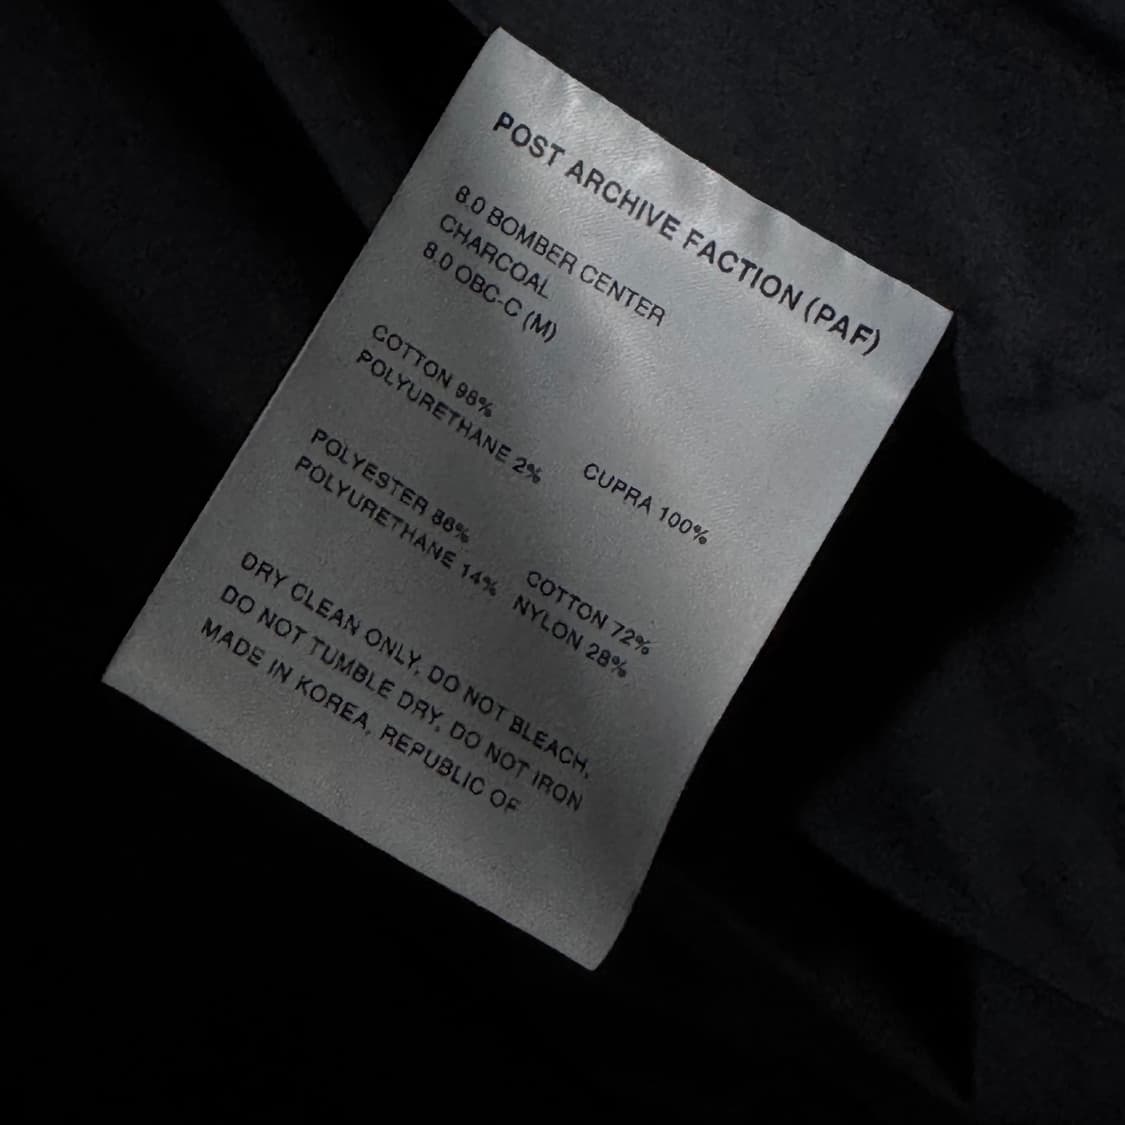 POST ARCHIVE FACTION (PAF)
8.0 BOMBER CENTER
CHARCOAL
8.0 OBC-C (M)
COTTON 98%
POLYURETHANE 2%
CUPRA 100%
POLYESTER 86%
POLYURETHANE 14%
COTTON 72%
NYLON 28%
DRY CLEAN ONLY, DO NOT BLEACH,
DO NOT TUMBLE DRY, DO NOT IRON
MADE IN KOREA, REPUBLIC OF